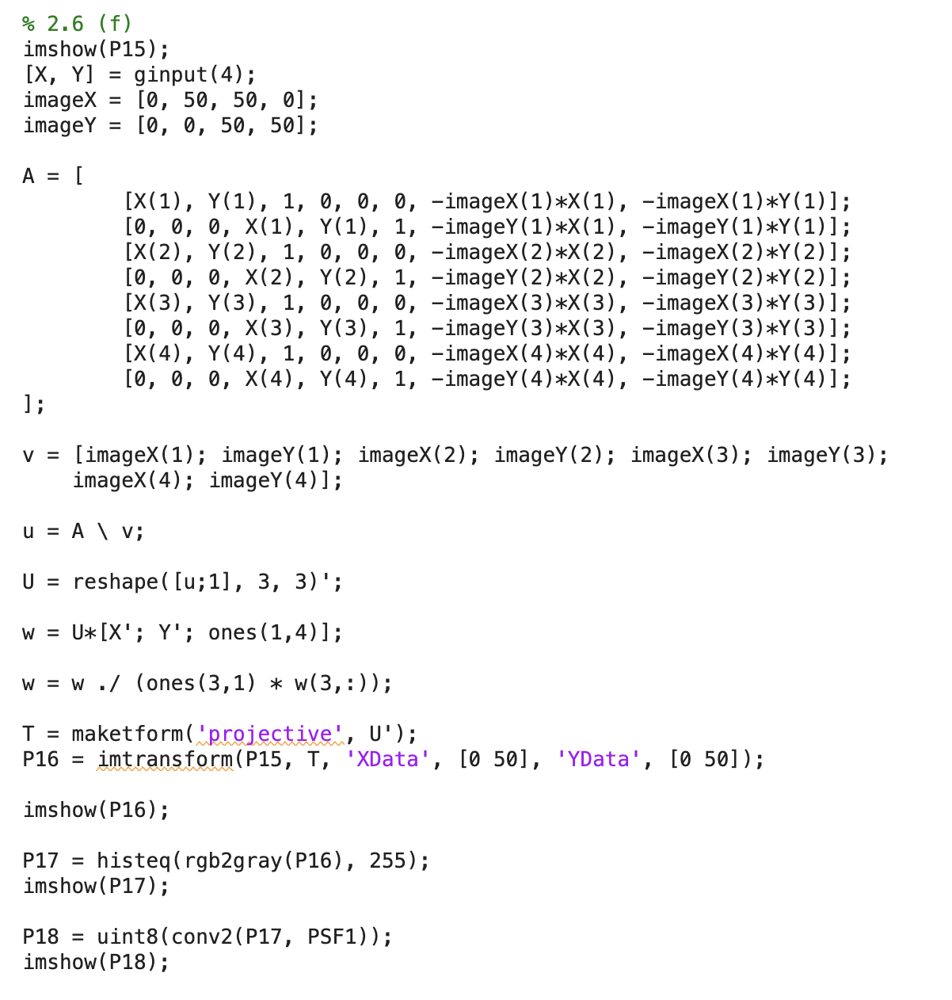 % 2.6 (f)
imshow(P15);
[X, Y] = ginput(4);
imageX = [0, 50, 50, 0];
imageY = [0, 0, 50, 50];
A = [
[X(1), Y(1), 1, 0, 0, 0, -imageX(1)*X(1), -imageX(1)*Y(1)];
[0, 0, 0, X(1), Y(1), 1, -imageY(1)*X(1), -imageY(1)*Y(1)];
[X(2), Y(2), 1, 0, 0, 0, -imageX(2)*X(2), -imageX(2)*Y(2)];
[0, 0, 0, X(2), Y(2), 1, -imageY(2)*X(2), -imageY(2)*Y(2)];
[X(3), Y(3), 1, 0, 0, 0, -imageX(3)*X(3), -imageX(3)*Y(3)];
[0, 0, 0, X(3), Y(3), 1, -imageY(3)*X(3), -imageY(3)*Y(3)];
[X(4), Y(4), 1, 0, 0, 0, -imageX(4)*X(4), -imageX(4)*Y(4)];
[0, 0, 0, X(4), Y(4), 1, -imageY(4)*X(4), -imageY(4)*Y(4)];
];
v = [imageX(1); imageY(1); imageX(2); imageY(2); imageX(3); imageY(3);
imageX(4); imageY(4)];
u = A \ v;
U = reshape([u;1], 3, 3)';
w = U*[X'; Y'; ones(1,4)];
w = w ./ (ones(3,1) * w(3,:));
T = maketform('projective', U');
P16 = imtransform(P15, T, 'XData', [0 50], 'YData', [0 50]);
imshow(P16);
P17 = histeq(rgb2gray(P16), 255);
imshow(P17);
P18 = uint8(conv2(P17, PSF1));
imshow(P18);